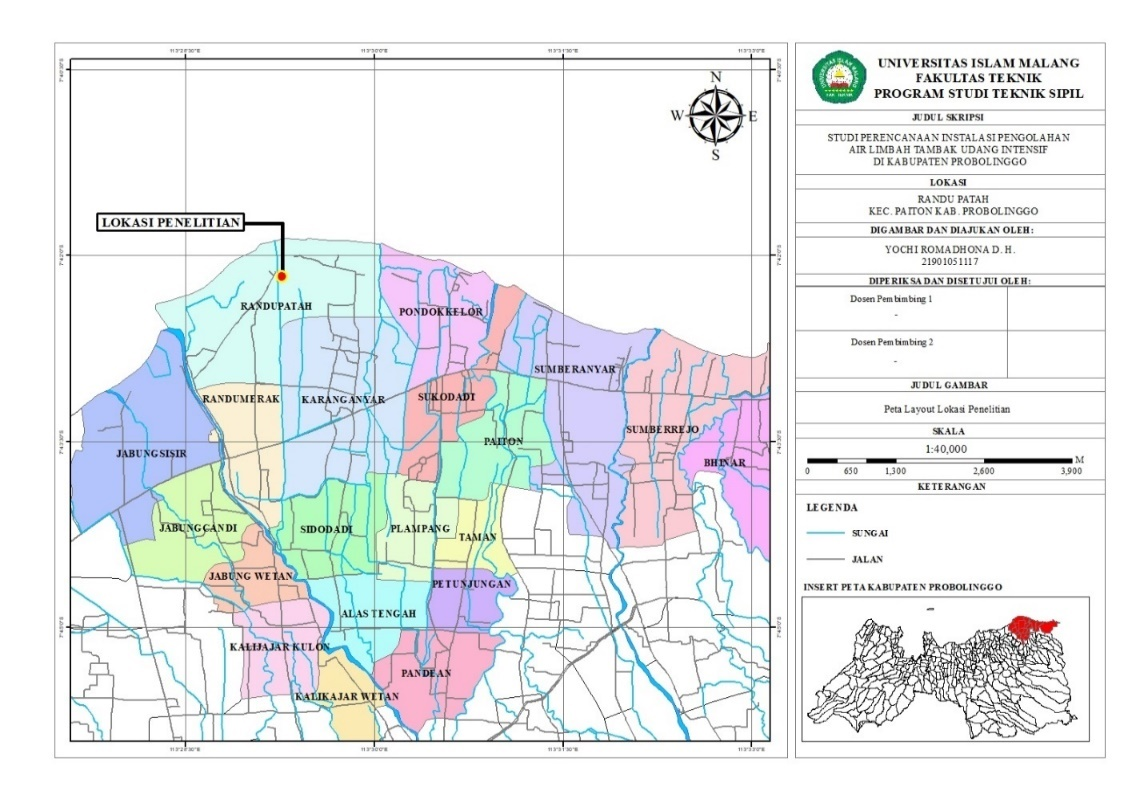 N
W
E
S
LOKASI PENELITIAN
RANDUPATAH
PONDOKKELOR
SUMBERANYAR
RANDUMERAK
KARANGANYAR
SUKODADI
PAITON
SUMBERREJO
BHINAR
JABUNGSISIR
JABUNGCANDI
SIDODADI
PLAMPANG
TAMAN
JABUNG WETAN
PETUNJUNGAN
ALAS TENGAH
KALIJAJAR KULON
PANDEAN
KALIKAJAR WETAN
UNIVERSITAS ISLAM MALANG
FAKULTAS TEKNIK
PROGRAM STUDI TEKNIK SIPIL
JUDUL SKRIPSI
STUDI PERENCANAAN INSTALASI PENGOLAHAN
AIR LIMBAH TAMBAK UDANG INTENSIF
DI KABUPATEN PROBOLINGGO
LOKASI
RANDU PATAH
KEC. PAITON KAB. PROBOLINGGO
DIGAMBAR DAN DIAJUKAN OLEH:
YOCHI ROMADHONA D. H.
21901051117
DIPERIKSA DAN DISETUJUI OLEH:
Dosen Pembimbing 1
-
Dosen Pembimbing 2
-
JUDUL GAMBAR
Peta Layout Lokasi Penelitian
SKALA
1:40,000
M
0 650 1,300 2,600 3,900
KETERANGAN
LEGENDA
SUNGAI
JALAN
INSERT PETA KABUPATEN PROBOLINGGO